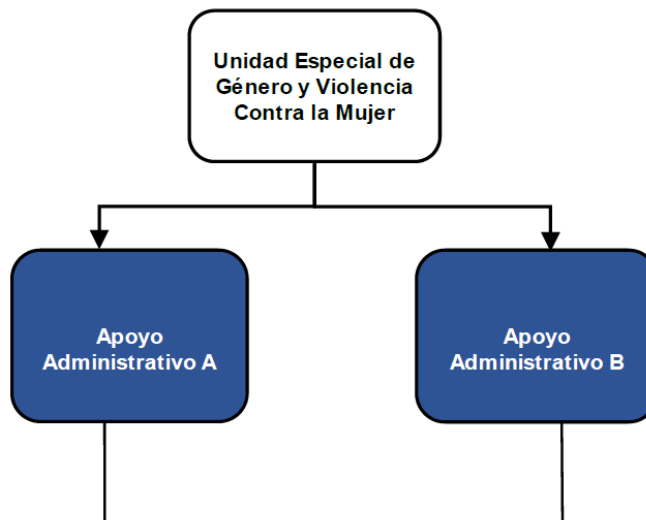 Unidad Especial de
Género y Violencia
Contra la Mujer
Apoyo
Administrativo A
Apoyo
Administrativo B